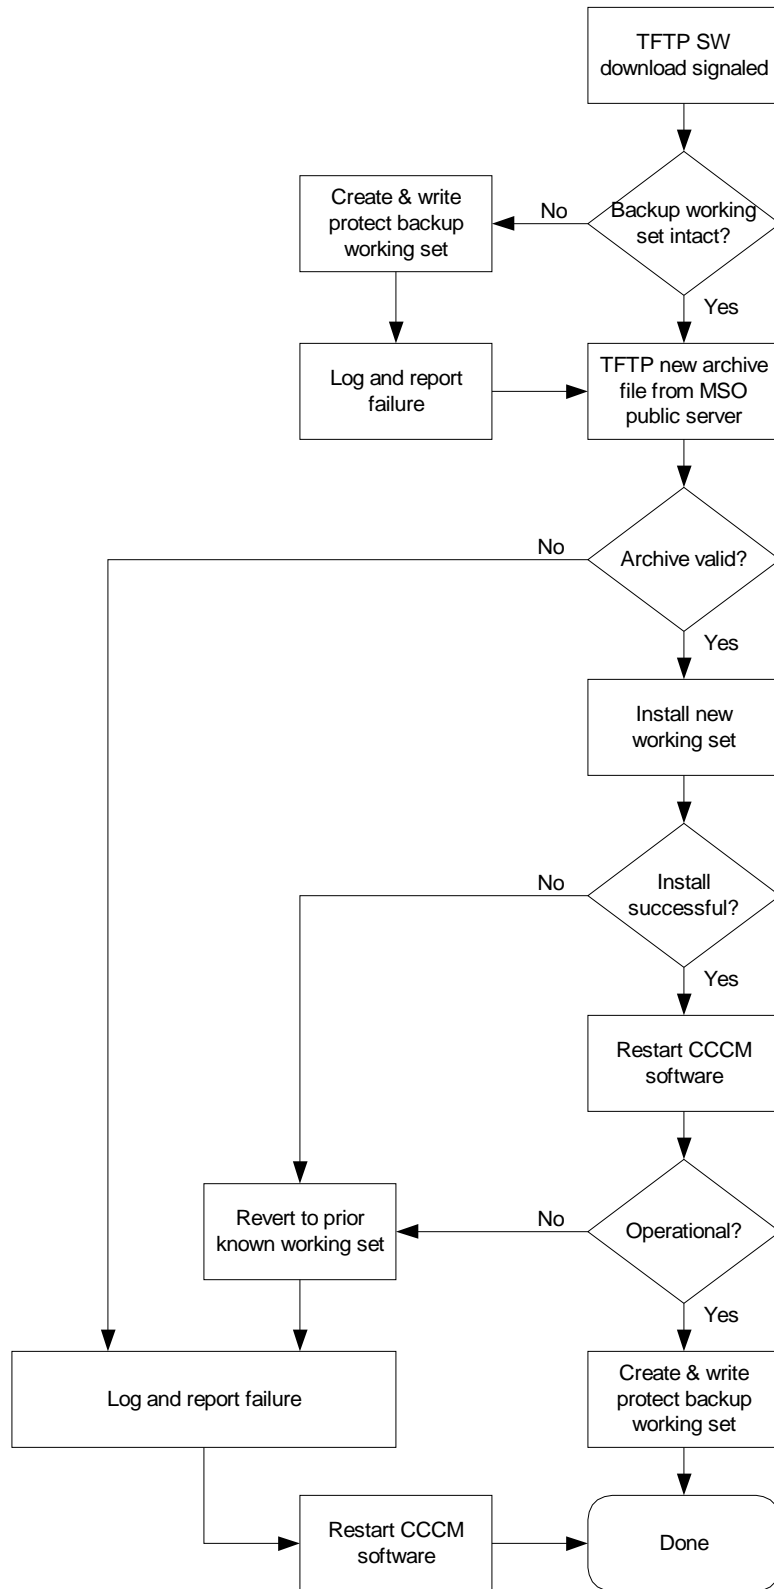 TFTP SW
download signaled
Create & write
protect backup
working set
No
Backup working
set intact?
Yes
Log and report
failure
TFTP new archive
file from MSO
public server
No
Archive valid?
Yes
Install new
working set
No
Install
successful?
Yes
Restart CCCM
software
Revert to prior
known working set
No
Operational?
Yes
Log and report failure
Create & write
protect backup
working set
Restart CCCM
software
Done